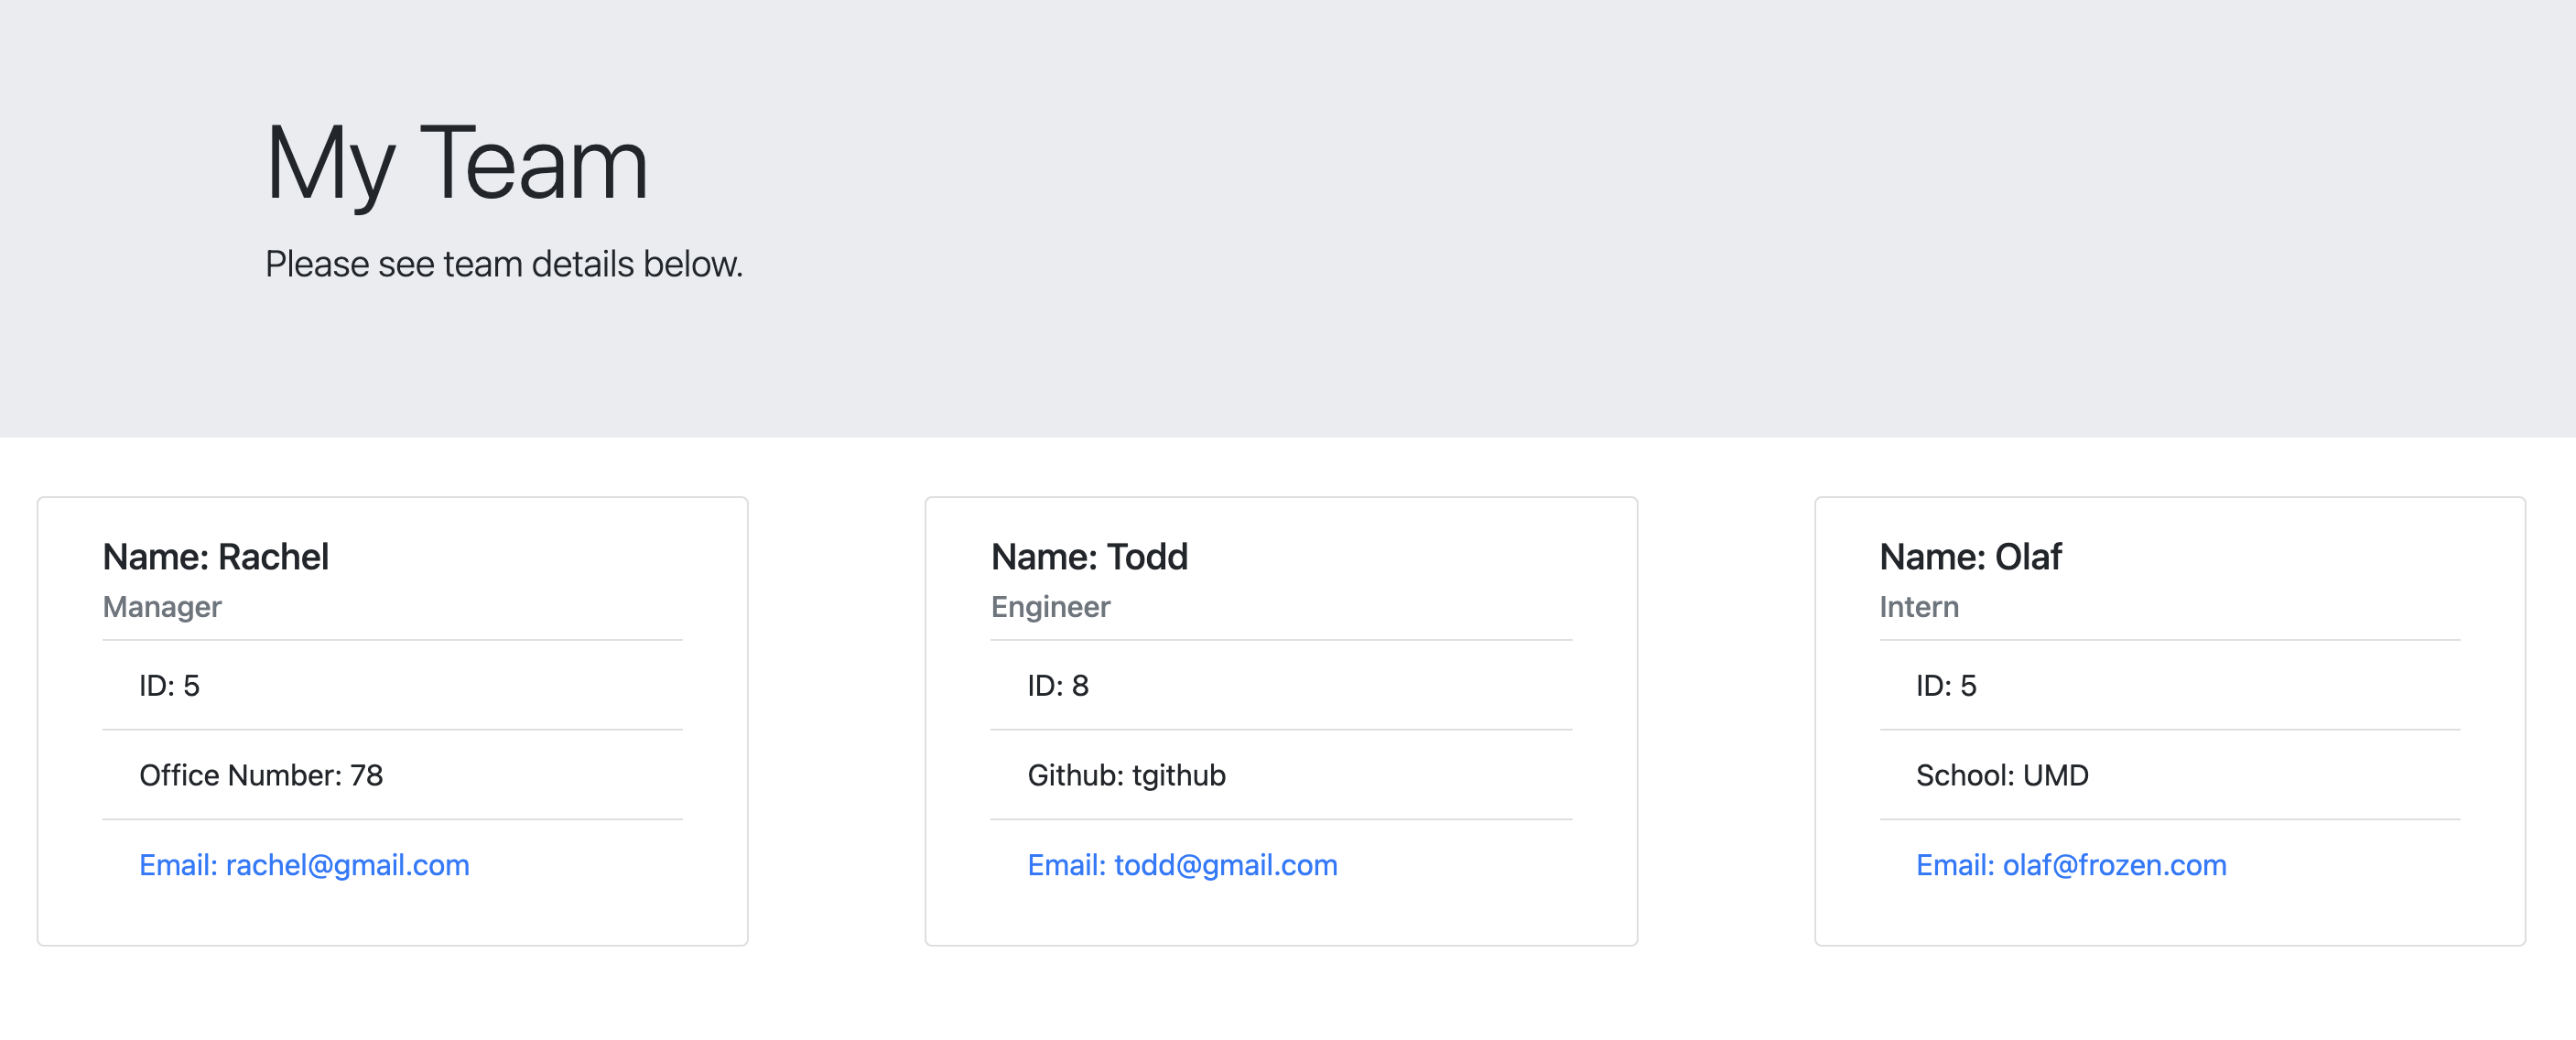 My Team
Please see team details below.
Name: Rachel
Manager
ID: 5
Office Number: 78
Email: rachel@gmail.com
Name: Todd
Engineer
ID: 8
Github: tgithub
Email: todd@gmail.com
Name: Olaf
Intern
ID: 5
School: UMD
Email: olaf@frozen.com